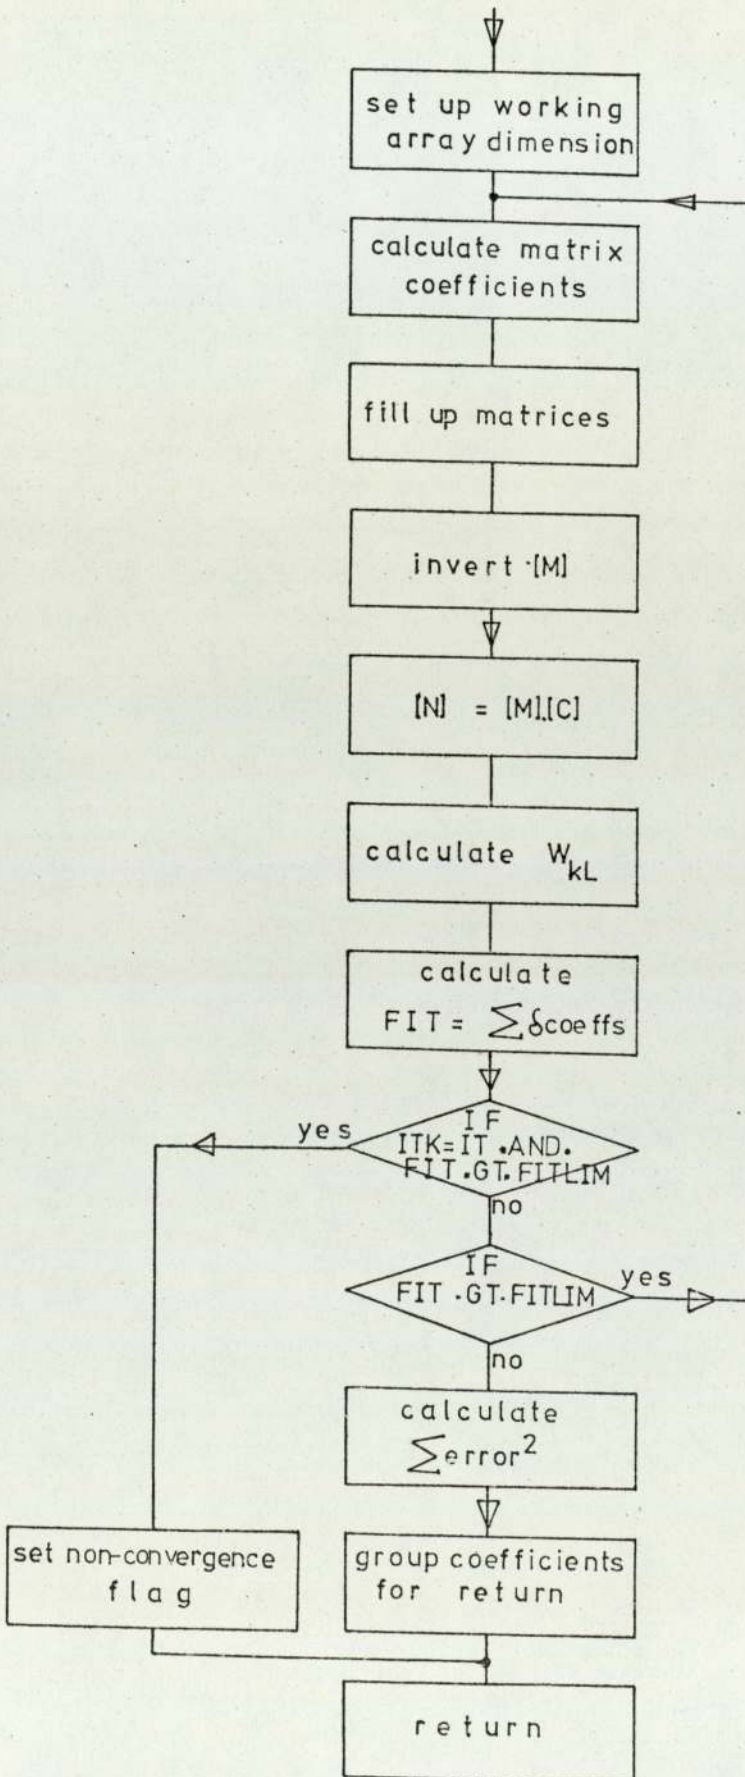 set up working
array dimension
calculate matrix
coefficients
fill up matrices
invert [M]
[N] = [M].[C]
calculate W_kL
calculate
FIT = ∑δcoeffs
IF
ITK=IT .AND.
FIT.GT.FITLIM
yes
no
IF
FIT .GT.FITLIM
yes
no
calculate
∑error²
set non-convergence
flag
group coefficients
for return
return